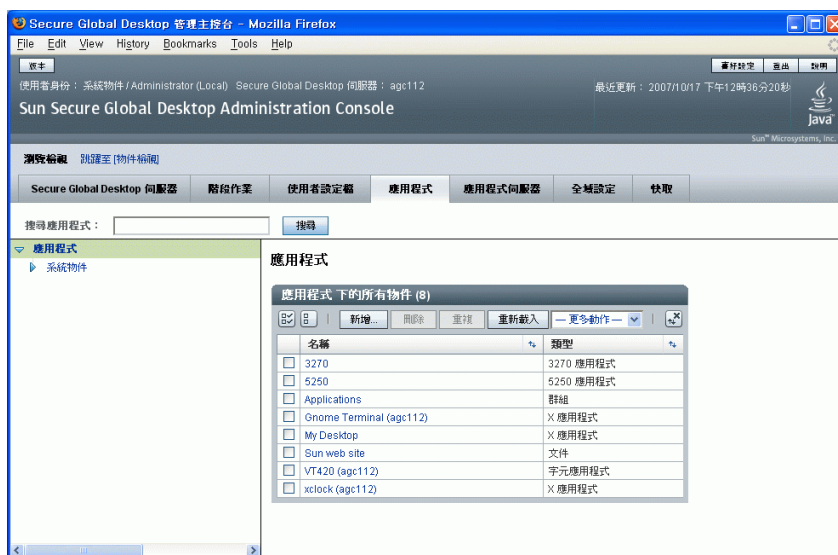 Secure Global Desktop 管理主控台 - Mozilla Firefox
File Edit View History Bookmarks Tools Help
版本 喜好設定 登出 說明
使用者身份： 系統物件/Administrator (Local) Secure Global Desktop 伺服器： agc112 最近更新： 2007/10/17 下午12時36分20秒
Sun Secure Global Desktop Administration Console
Java
Sun™ Microsystems, Inc.
瀏覽檢視 跳躍至 [物件檢視]
Secure Global Desktop 伺服器 階段作業 使用者設定檔 應用程式 應用程式伺服器 全域設定 快取
搜尋應用程式： 搜尋
應用程式
系統物件
應用程式
應用程式 下的所有物件 (8)
新增... 刪除 重複 重新載入 — 更多動作 —
名稱 類型
3270 3270 應用程式
5250 5250 應用程式
Applications 群組
Gnome Terminal (agc112) X 應用程式
My Desktop X 應用程式
Sun web site 文件
VT420 (agc112) 字元應用程式
xclock (agc112) X 應用程式